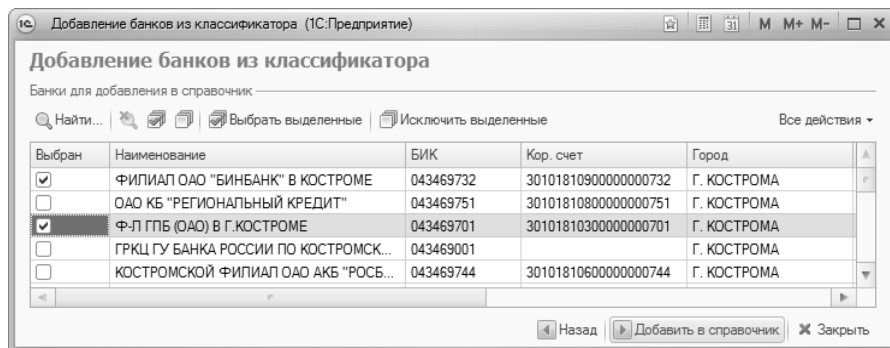 1С Добавление банков из классификатора (1С:Предприятие) 31 M M+ M-
Добавление банков из классификатора
Банки для добавления в справочник
Найти... Выбрать выделенные Исключить выделенные Все действия
Выбран Наименование БИК Кор. счет Город
ФИЛИАЛ ОАО "БИНБАНК" В КОСТРОМЕ 043469732 30101810900000000732 Г. КОСТРОМА
ОАО КБ "РЕГИОНАЛЬНЫЙ КРЕДИТ" 043469751 30101810800000000751 Г. КОСТРОМА
Ф-Л ГПБ (ОАО) В Г.КОСТРОМЕ 043469701 30101810300000000701 Г. КОСТРОМА
ГРКЦ ГУ БАНКА РОССИИ ПО КОСТРОМСК... 043469001 Г. КОСТРОМА
КОСТРОМСКОЙ ФИЛИАЛ ОАО АКБ "РОСБ... 043469744 30101810600000000744 Г. КОСТРОМА
Назад Добавить в справочник Закрыть